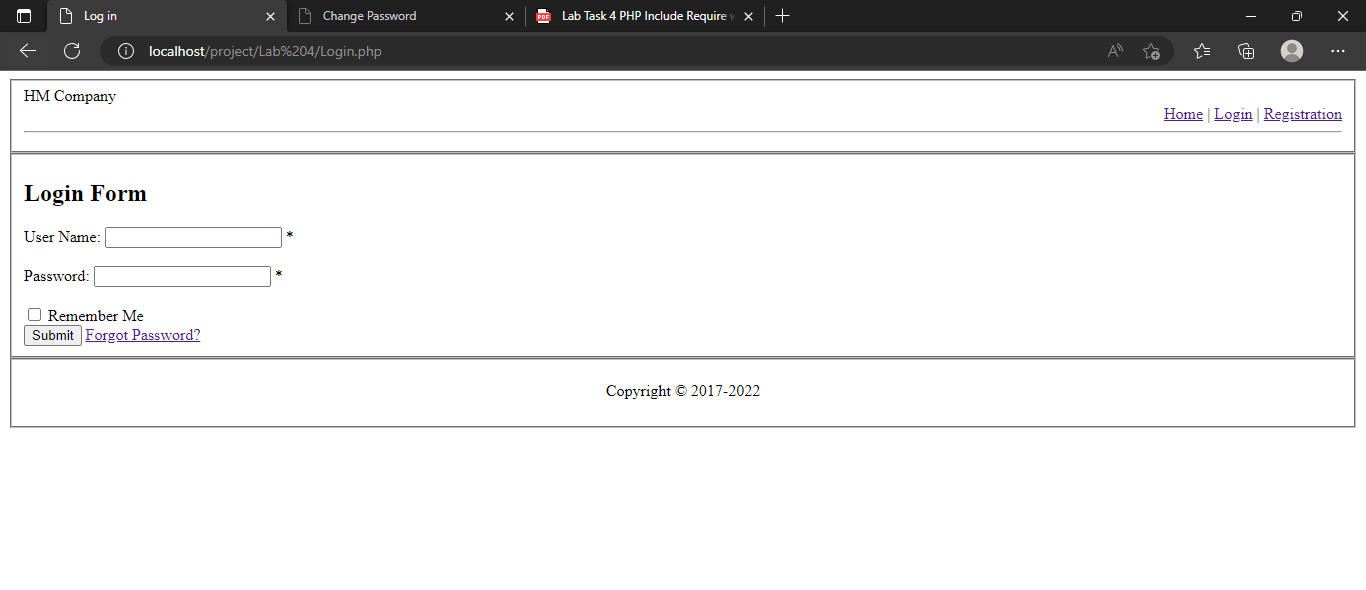 Log in
Change Password
PDF
Lab Task 4 PHP Include Require
localhost/project/Lab%204/Login.php
HM Company
Home | Login | Registration
Login Form
User Name: *
Password: *
Remember Me
Submit Forgot Password?
Copyright © 2017-2022